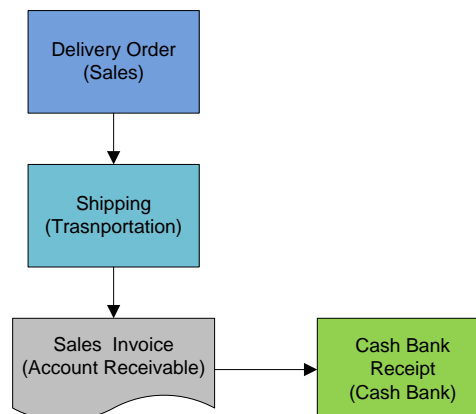 Delivery Order
(Sales)
Shipping
(Trasnportation)
Sales Invoice
(Account Receivable)
Cash Bank
Receipt
(Cash Bank)